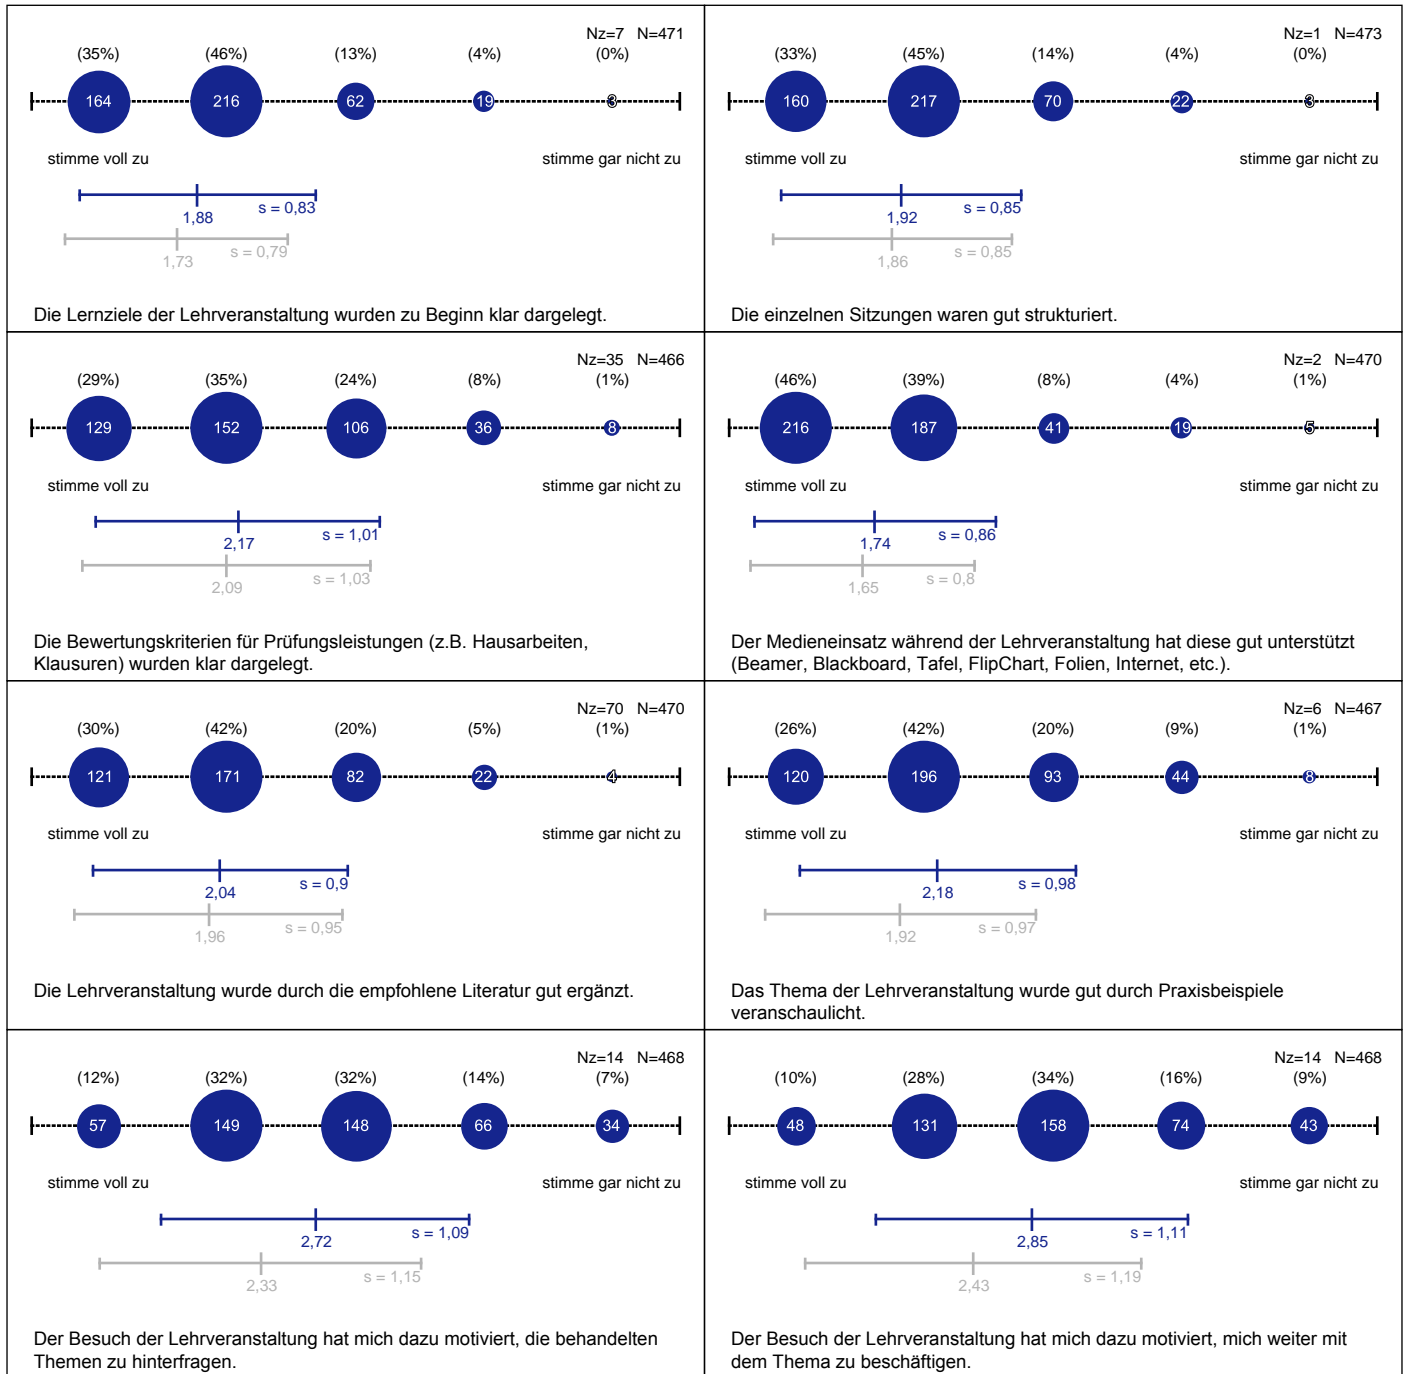 Nz=7 N=471
(35%) (46%) (13%) (4%) (0%)
164 216 62 19 3
stimme voll zu stimme gar nicht zu
s = 0,83
1,88
s = 0,79
1,73
Die Lernziele der Lehrveranstaltung wurden zu Beginn klar dargelegt.
Nz=1 N=473
(33%) (45%) (14%) (4%) (0%)
160 217 70 22 3
stimme voll zu stimme gar nicht zu
s = 0,85
1,92
s = 0,85
1,86
Die einzelnen Sitzungen waren gut strukturiert.
Nz=35 N=466
(29%) (35%) (24%) (8%) (1%)
129 152 106 36 8
stimme voll zu stimme gar nicht zu
s = 1,01
2,17
s = 1,03
2,09
Die Bewertungskriterien für Prüfungsleistungen (z.B. Hausarbeiten,
Klausuren) wurden klar dargelegt.
Nz=2 N=470
(46%) (39%) (8%) (4%) (1%)
216 187 41 19 5
stimme voll zu stimme gar nicht zu
s = 0,86
1,74
s = 0,8
1,65
Der Medieneinsatz während der Lehrveranstaltung hat diese gut unterstützt
(Beamer, Blackboard, Tafel, FlipChart, Folien, Internet, etc.).
Nz=70 N=470
(30%) (42%) (20%) (5%) (1%)
121 171 82 22 4
stimme voll zu stimme gar nicht zu
s = 0,9
2,04
s = 0,95
1,96
Die Lehrveranstaltung wurde durch die empfohlene Literatur gut ergänzt.
Nz=6 N=467
(26%) (42%) (20%) (9%) (1%)
120 196 93 44 8
stimme voll zu stimme gar nicht zu
s = 0,98
2,18
s = 0,97
1,92
Das Thema der Lehrveranstaltung wurde gut durch Praxisbeispiele
veranschaulicht.
Nz=14 N=468
(12%) (32%) (32%) (14%) (7%)
57 149 148 66 34
stimme voll zu stimme gar nicht zu
s = 1,09
2,72
s = 1,15
2,33
Der Besuch der Lehrveranstaltung hat mich dazu motiviert, die behandelten
Themen zu hinterfragen.
Nz=14 N=468
(10%) (28%) (34%) (16%) (9%)
48 131 158 74 43
stimme voll zu stimme gar nicht zu
s = 1,11
2,85
s = 1,19
2,43
Der Besuch der Lehrveranstaltung hat mich dazu motiviert, mich weiter mit
dem Thema zu beschäftigen.